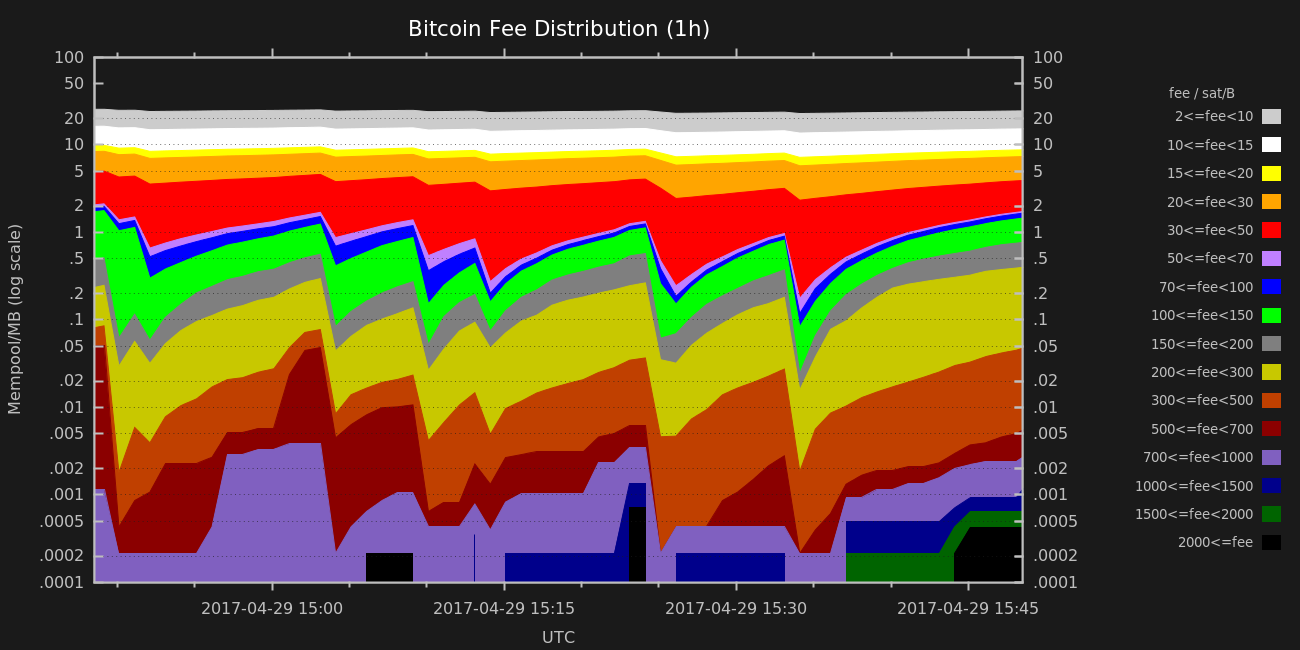 Bitcoin Fee Distribution (1h)
Mempool/MB (log scale)
100
50
20
10
5
2
1
.5
.2
.1
.05
.02
.01
.005
.002
.001
.0005
.0002
.0001
100
50
20
10
5
2
1
.5
.2
.1
.05
.02
.01
.005
.002
.001
.0005
.0002
.0001
fee / sat/B
2<=fee<10
10<=fee<15
15<=fee<20
20<=fee<30
30<=fee<50
50<=fee<70
70<=fee<100
100<=fee<150
150<=fee<200
200<=fee<300
300<=fee<500
500<=fee<700
700<=fee<1000
1000<=fee<1500
1500<=fee<2000
2000<=fee
2017-04-29 15:00
2017-04-29 15:15
2017-04-29 15:30
2017-04-29 15:45
UTC